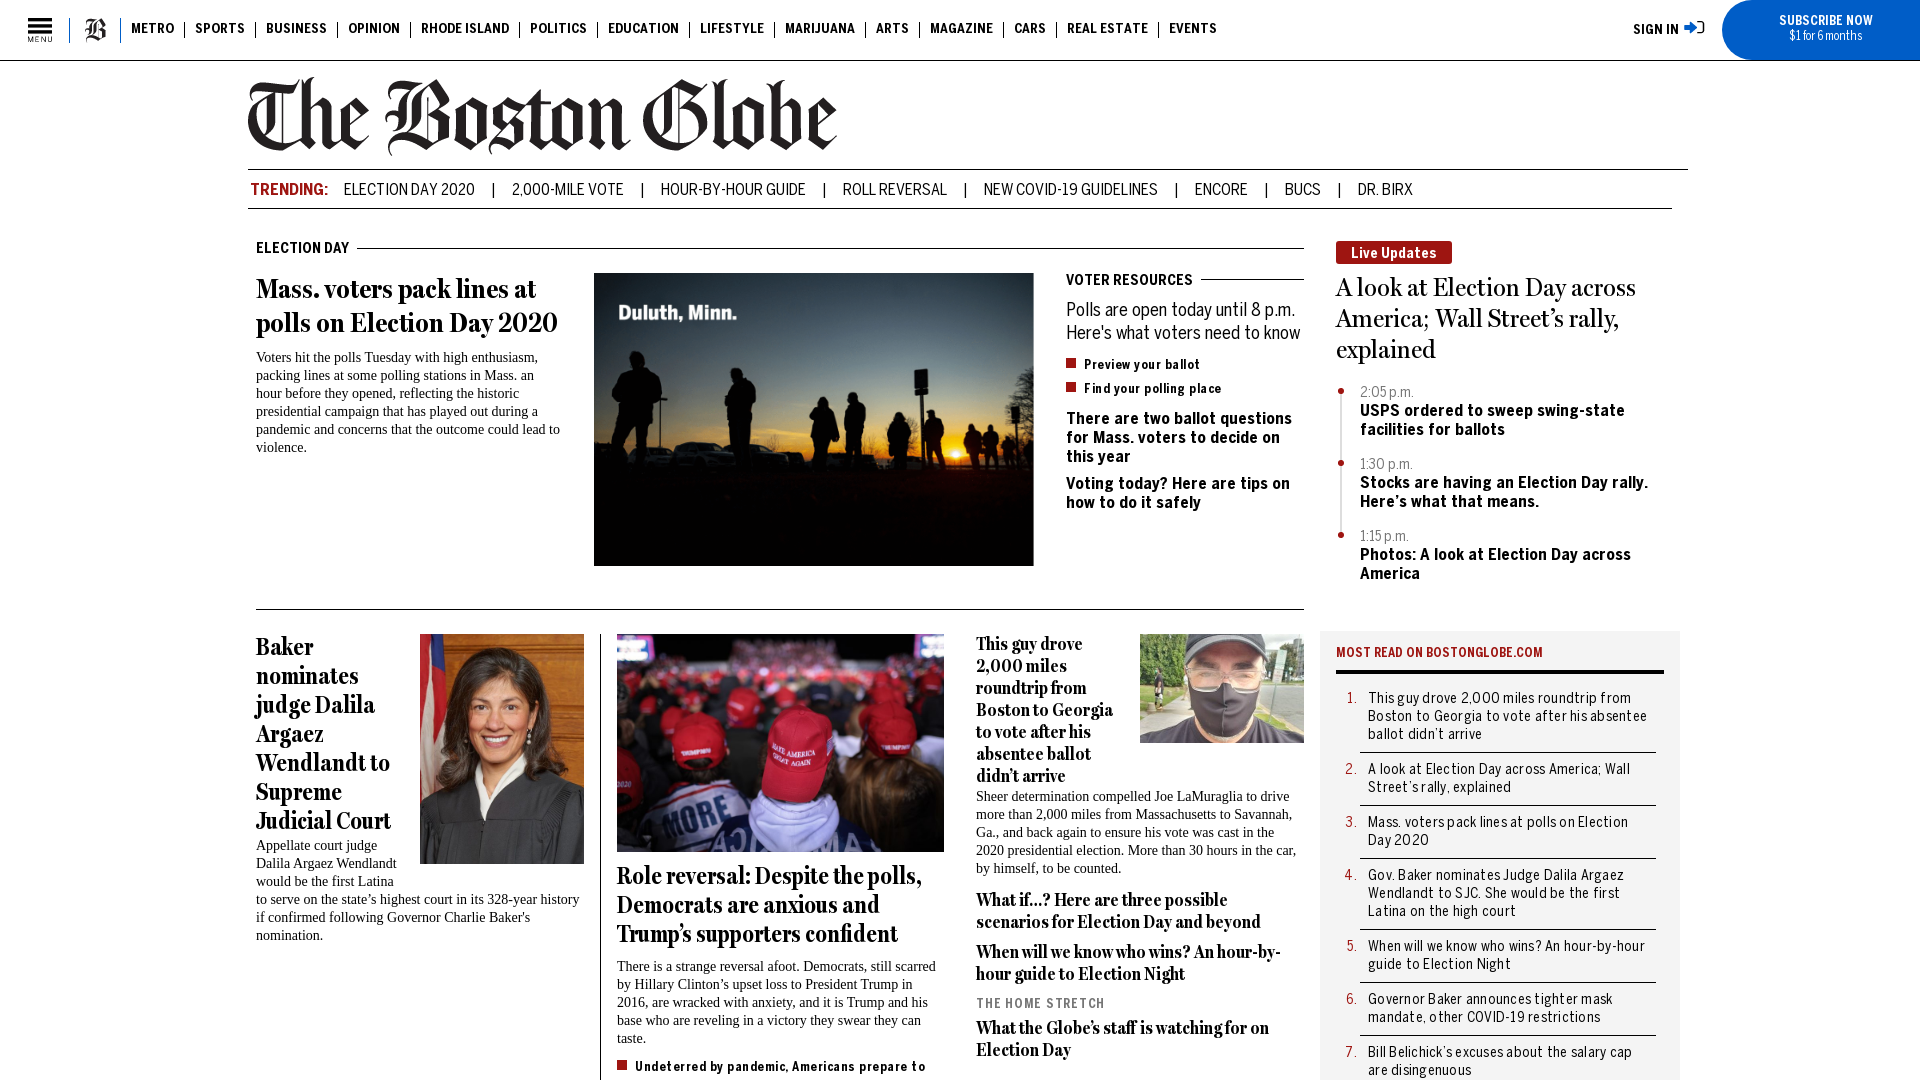 MENU
B
METRO
SPORTS
BUSINESS
OPINION
RHODE ISLAND
POLITICS
EDUCATION
LIFESTYLE
MARIJUANA
ARTS
MAGAZINE
CARS
REAL ESTATE
EVENTS
SIGN IN
SUBSCRIBE NOW
$1 for 6 months
The Boston Globe
TRENDING:
ELECTION DAY 2020 | 2,000-MILE VOTE | HOUR-BY-HOUR GUIDE | ROLL REVERSAL | NEW COVID-19 GUIDELINES | ENCORE | BUCS | DR. BIRX
ELECTION DAY
Mass. voters pack lines at
polls on Election Day 2020
Voters hit the polls Tuesday with high enthusiasm,
packing lines at some polling stations in Mass. an
hour before they opened, reflecting the historic
presidential campaign that has played out during a
pandemic and concerns that the outcome could lead to
violence.
Duluth, Minn.
VOTER RESOURCES
Polls are open today until 8 p.m.
Here's what voters need to know
Preview your ballot
Find your polling place
There are two ballot questions
for Mass. voters to decide on
this year
Voting today? Here are tips on
how to do it safely
Live Updates
A look at Election Day across
America; Wall Street’s rally,
explained
2:05 p.m.
USPS ordered to sweep swing-state
facilities for ballots
1:30 p.m.
Stocks are having an Election Day rally.
Here’s what that means.
1:15 p.m.
Photos: A look at Election Day across
America
Baker
nominates
judge Dalila
Argaez
Wendlandt to
Supreme
Judicial Court
Appellate court judge
Dalila Argaez Wendlandt
would be the first Latina
to serve on the state’s highest court in its 328-year history
if confirmed following Governor Charlie Baker's
nomination.
MAKE AMERICA
GREAT AGAIN
MORE
Role reversal: Despite the polls,
Democrats are anxious and
Trump’s supporters confident
There is a strange reversal afoot. Democrats, still scarred
by Hillary Clinton’s upset loss to President Trump in
2016, are wracked with anxiety, and it is Trump and his
base who are reveling in a victory they swear they can
taste.
Undeterred by pandemic, Americans prepare to
This guy drove
2,000 miles
roundtrip from
Boston to Georgia
to vote after his
absentee ballot
didn’t arrive
Sheer determination compelled Joe LaMuraglia to drive
more than 2,000 miles from Massachusetts to Savannah,
Ga., and back again to ensure his vote was cast in the
2020 presidential election. More than 30 hours in the car,
by himself, to be counted.
What if...? Here are three possible
scenarios for Election Day and beyond
When will we know who wins? An hour-by-
hour guide to Election Night
THE HOME STRETCH
What the Globe’s staff is watching for on
Election Day
MOST READ ON BOSTONGLOBE.COM
1. This guy drove 2,000 miles roundtrip from
Boston to Georgia to vote after his absentee
ballot didn’t arrive
2. A look at Election Day across America; Wall
Street’s rally, explained
3. Mass. voters pack lines at polls on Election
Day 2020
4. Gov. Baker nominates Judge Dalila Argaez
Wendlandt to SJC. She would be the first
Latina on the high court
5. When will we know who wins? An hour-by-hour
guide to Election Night
6. Governor Baker announces tighter mask
mandate, other COVID-19 restrictions
7. Bill Belichick’s excuses about the salary cap
are disingenuous